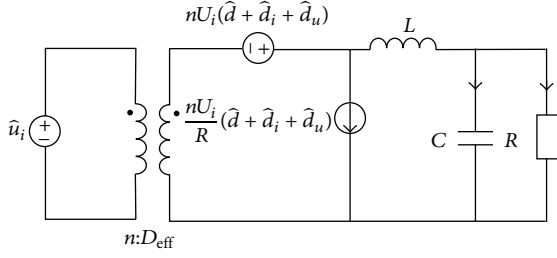 nU_i(d̂ + d̂_i + d̂_u)
L
û_i
nU_i/R (d̂ + d̂_i + d̂_u)
C
R
n:D_eff